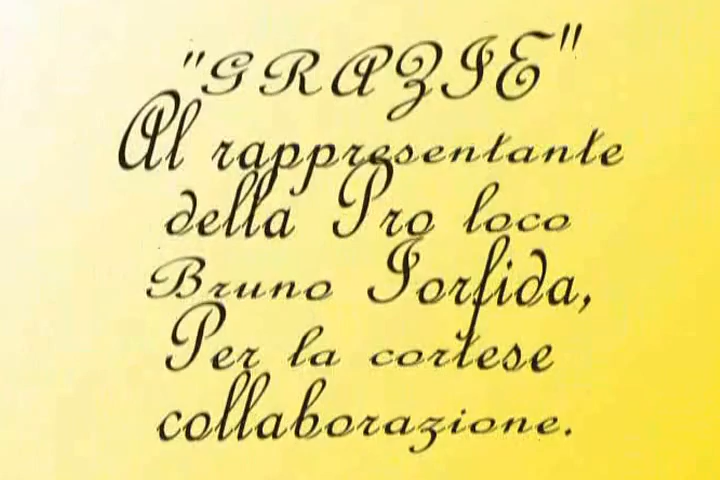 "GRAZIE"
Al rappresentante
della Pro loco
Bruno Iorfida,
Per la cortese
collaborazione.